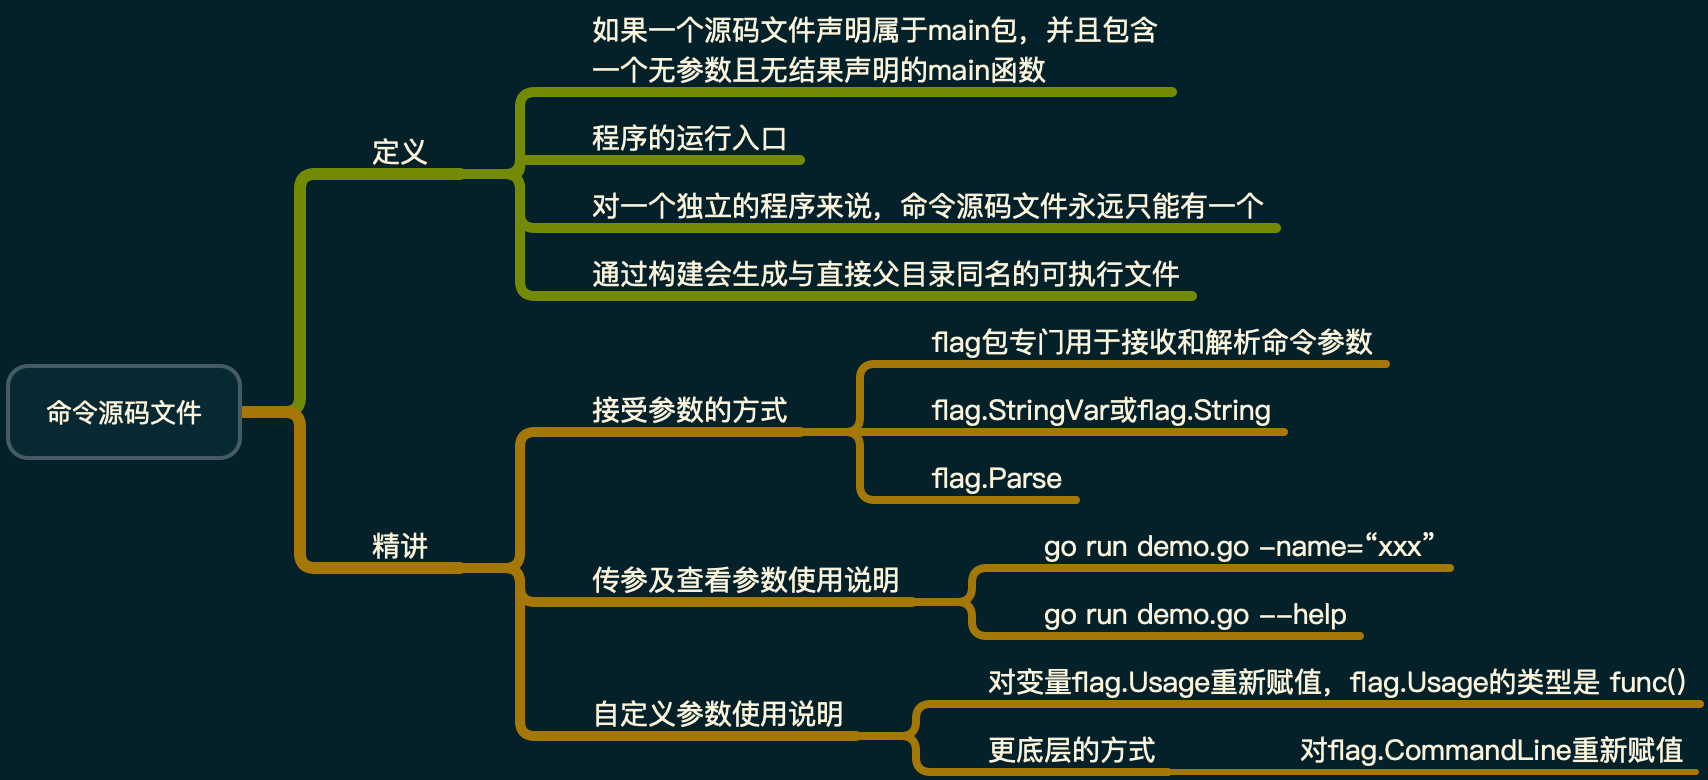 如果一个源码文件声明属于main包，并且包含
一个无参数且无结果声明的main函数
程序的运行入口
定义
对一个独立的程序来说，命令源码文件永远只能有一个
通过构建会生成与直接父目录同名的可执行文件
命令源码文件
flag包专门用于接收和解析命令参数
接受参数的方式
flag.StringVar或flag.String
flag.Parse
精讲
go run demo.go -name=“xxx”
传参及查看参数使用说明
go run demo.go --help
对变量flag.Usage重新赋值，flag.Usage的类型是 func()
自定义参数使用说明
更底层的方式
对flag.CommandLine重新赋值